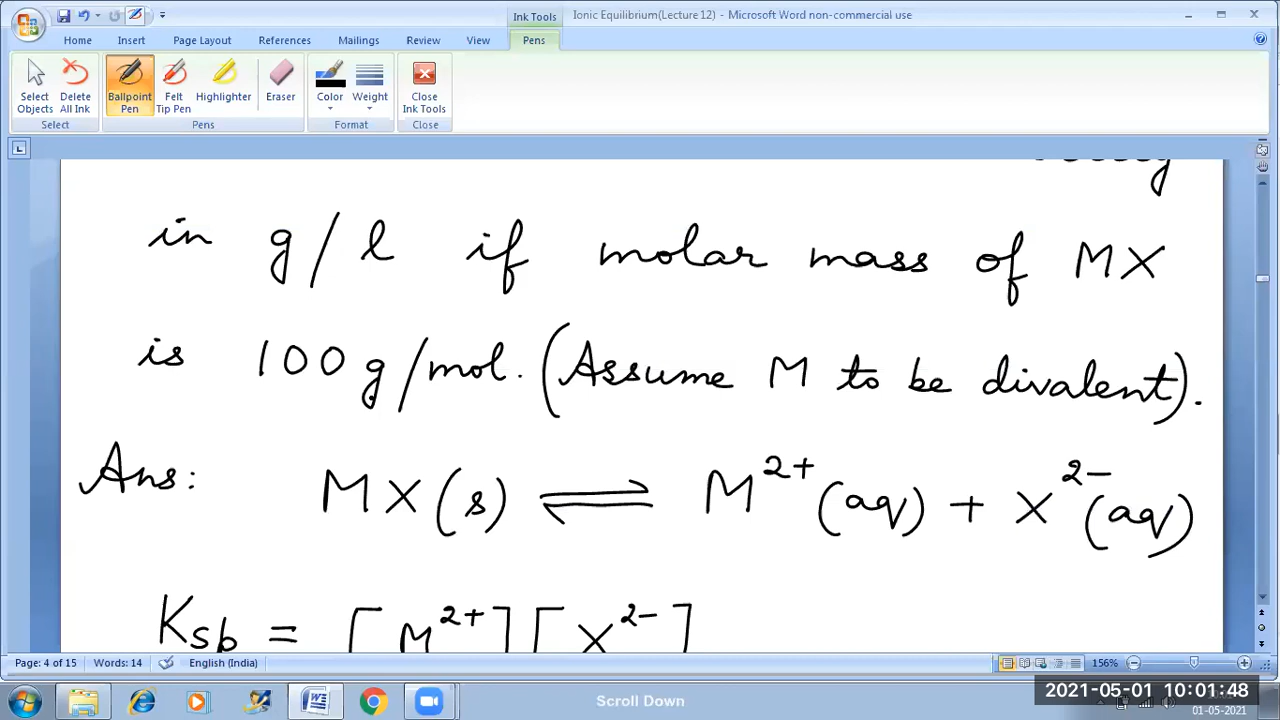 Ink Tools
Ionic Equilibrium(Lecture 12) - Microsoft Word non-commercial use
Home Insert Page Layout References Mailings Review View Pens
Select Objects
Delete All Ink
Ballpoint Pen
Felt Tip Pen
Highlighter
Eraser
Color
Weight
Close Ink Tools
Select Pens Format Close
in g/l if molar mass of MX
is 100g/mol. (Assume M to be divalent).
Ans: MX(s) ⇌ M²⁺(aq) + X²⁻(aq)
Ksp = [M²⁺][X²⁻]
Page: 4 of 15 Words: 14 English (India) 156%
Scroll Down
2021-05-01 10:01:48
01-05-2021